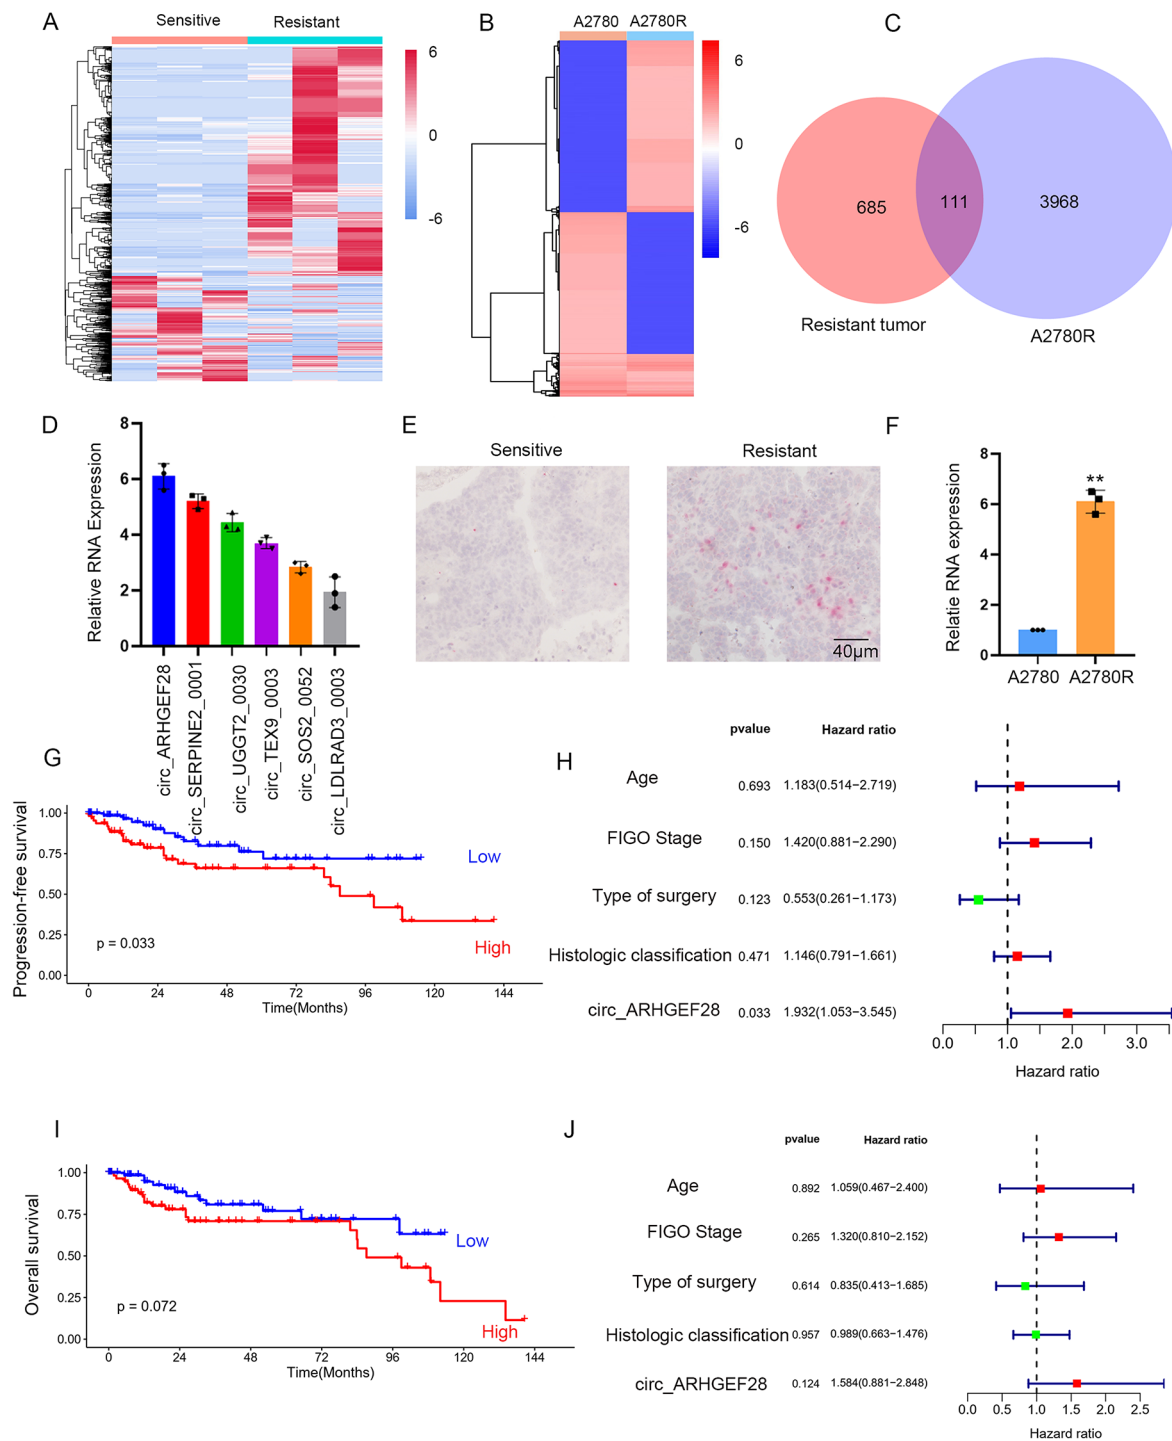 A
Sensitive
Resistant
6
0
-6
B
A2780
A2780R
6
0
-6
C
685
111
3968
Resistant tumor
A2780R
D
Relative RNA Expression
8
6
4
2
0
circ_ARHGEF28
circ_SERPINE2_0001
circ_UGGT2_0030
circ_TEX9_0003
circ_SOS2_0052
circ_LDLRAD3_0003
E
Sensitive
Resistant
40μm
F
Relatie RNA expression
8
6
4
2
0
**
A2780
A2780R
G
Progression-free survival
1.00
0.75
0.50
0.25
0.00
Low
High
p = 0.033
0 24 48 72 96 120 144
Time(Months)
H
pvalue Hazard ratio
Age 0.693 1.183(0.514−2.719)
FIGO Stage 0.150 1.420(0.881−2.290)
Type of surgery 0.123 0.553(0.261−1.173)
Histologic classification 0.471 1.146(0.791−1.661)
circ_ARHGEF28 0.033 1.932(1.053−3.545)
0.0 1.0 2.0 3.0
Hazard ratio
I
Overall survival
1.00
0.75
0.50
0.25
0.00
Low
High
p = 0.072
0 24 48 72 96 120 144
Time(Months)
J
pvalue Hazard ratio
Age 0.892 1.059(0.467−2.400)
FIGO Stage 0.265 1.320(0.810−2.152)
Type of surgery 0.614 0.835(0.413−1.685)
Histologic classification 0.957 0.989(0.663−1.476)
circ_ARHGEF28 0.124 1.584(0.881−2.848)
0.0 0.5 1.0 1.5 2.0 2.5
Hazard ratio